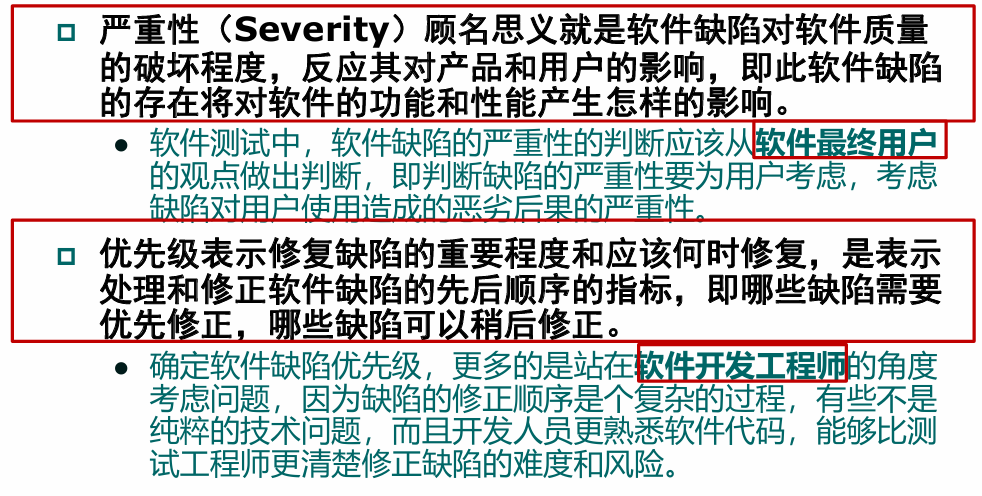 严重性（Severity）顾名思义就是软件缺陷对软件质量
的破坏程度，反应其对产品和用户的影响，即此软件缺陷
的存在将对软件的功能和性能产生怎样的影响。
软件测试中，软件缺陷的严重性的判断应该从软件最终用户
的观点做出判断，即判断缺陷的严重性要为用户考虑，考虑
缺陷对用户使用造成的恶劣后果的严重性。
优先级表示修复缺陷的重要程度和应该何时修复，是表示
处理和修正软件缺陷的先后顺序的指标，即哪些缺陷需要
优先修正，哪些缺陷可以稍后修正。
确定软件缺陷优先级，更多的是站在软件开发工程师的角度
考虑问题，因为缺陷的修正顺序是个复杂的过程，有些不是
纯粹的技术问题，而且开发人员更熟悉软件代码，能够比测
试工程师更清楚修正缺陷的难度和风险。